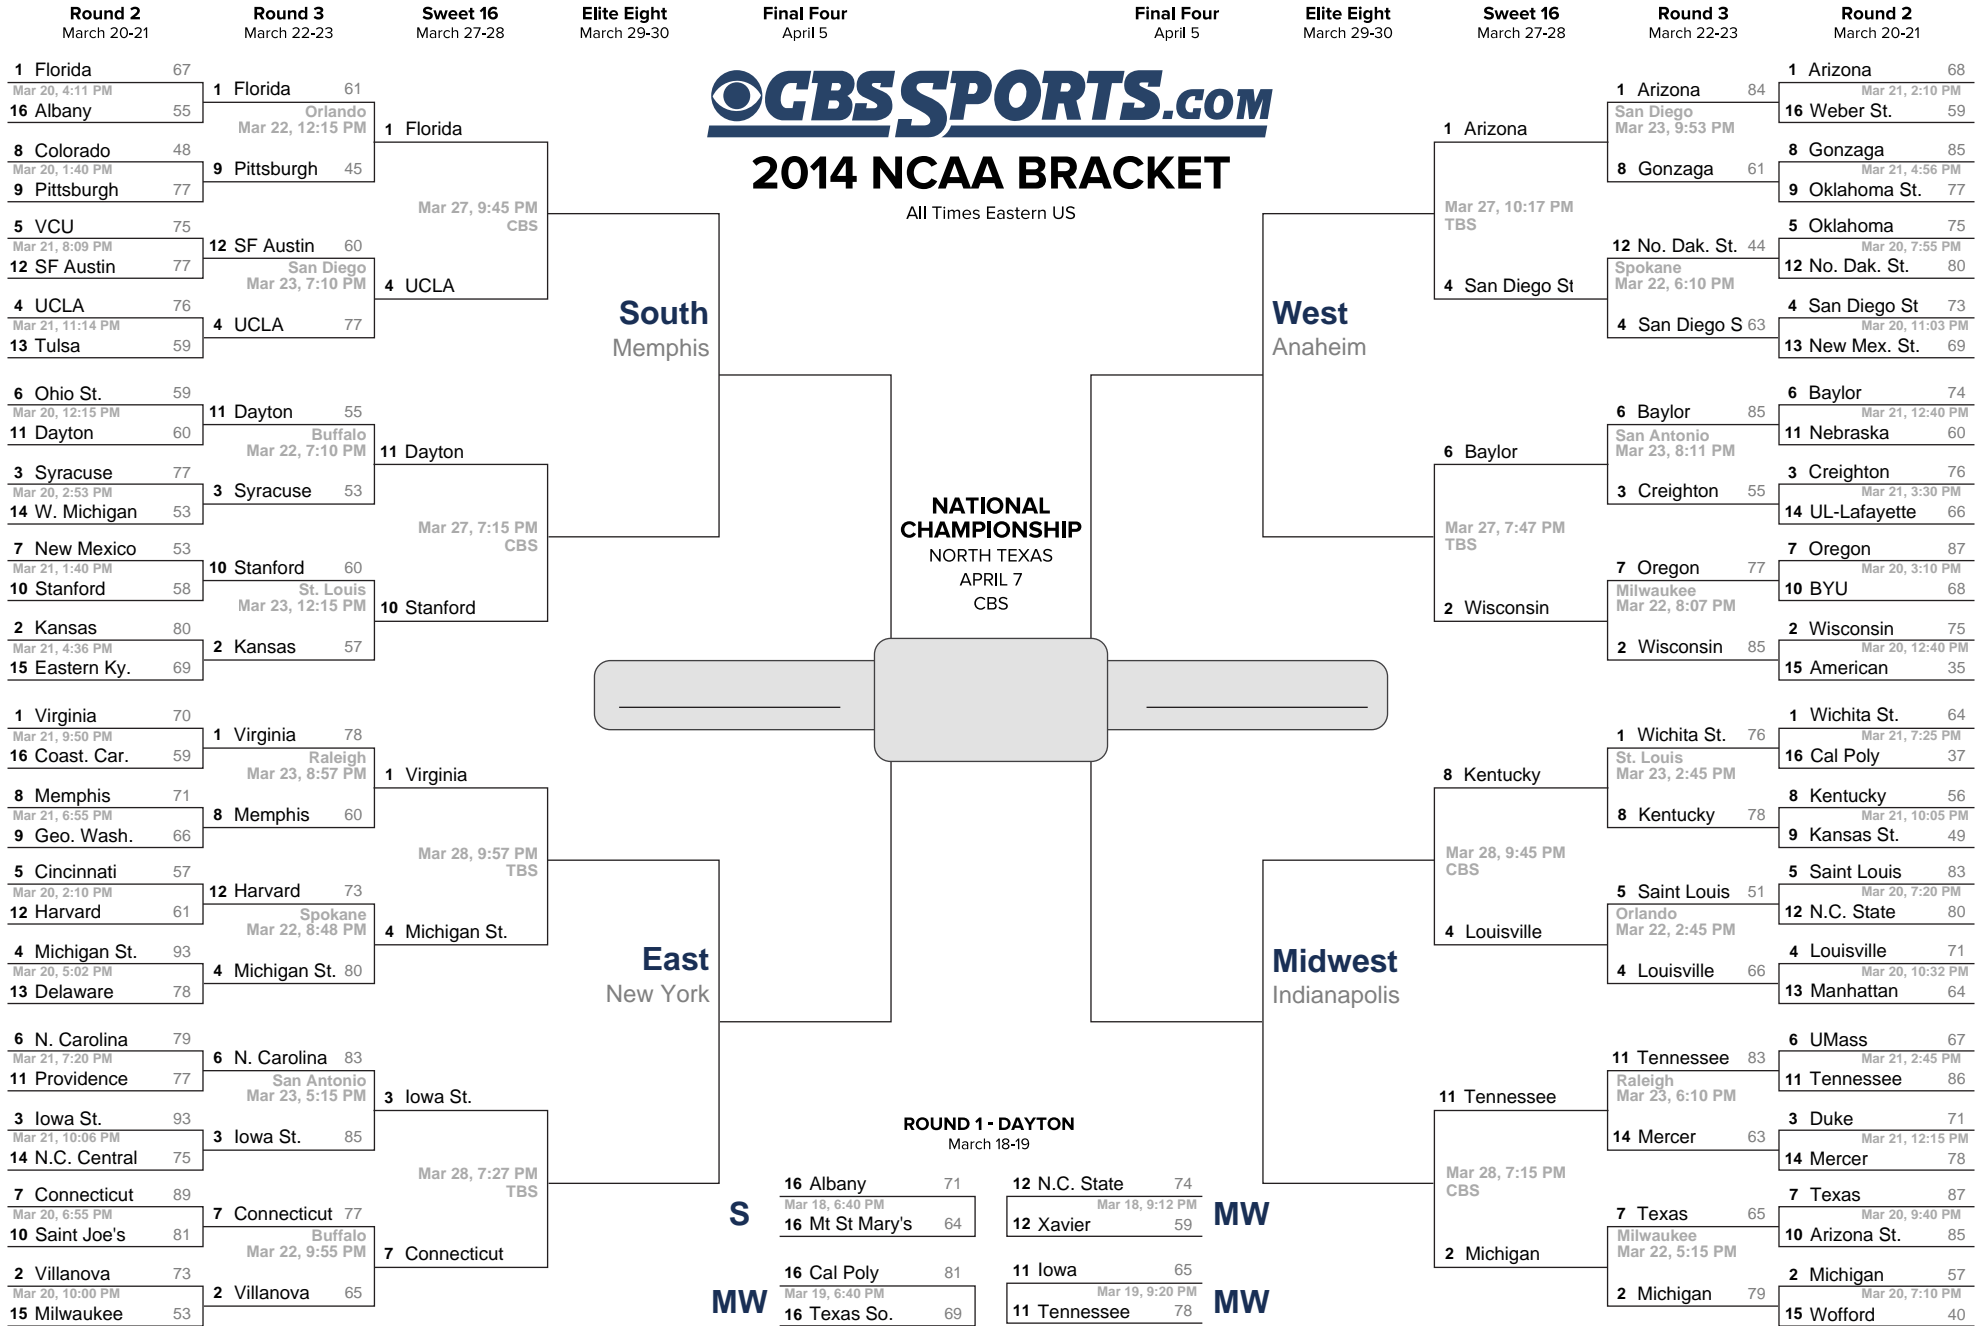 Round 2
March 20-21
Round 3
March 22-23
Sweet 16
March 27-28
Elite Eight
March 29-30
Final Four
April 5
Final Four
April 5
Elite Eight
March 29-30
Sweet 16
March 27-28
Round 3
March 22-23
Round 2
March 20-21
CBSSPORTS.COM
2014 NCAA BRACKET
All Times Eastern US
1 Florida 67
Mar 20, 4:11 PM
16 Albany 55
8 Colorado 48
Mar 20, 1:40 PM
9 Pittsburgh 77
5 VCU 75
Mar 21, 8:09 PM
12 SF Austin 77
4 UCLA 76
Mar 21, 11:14 PM
13 Tulsa 59
6 Ohio St. 59
Mar 20, 12:15 PM
11 Dayton 60
3 Syracuse 77
Mar 20, 2:53 PM
14 W. Michigan 53
7 New Mexico 53
Mar 21, 1:40 PM
10 Stanford 58
2 Kansas 80
Mar 21, 4:36 PM
15 Eastern Ky. 69
1 Florida 61
Orlando
Mar 22, 12:15 PM
9 Pittsburgh 45
12 SF Austin 60
San Diego
Mar 23, 7:10 PM
4 UCLA 77
11 Dayton 55
Buffalo
Mar 22, 7:10 PM
3 Syracuse 53
10 Stanford 60
St. Louis
Mar 23, 12:15 PM
2 Kansas 57
1 Florida
Mar 27, 9:45 PM
CBS
4 UCLA
11 Dayton
Mar 27, 7:15 PM
CBS
10 Stanford
South
Memphis
1 Virginia 70
Mar 21, 9:50 PM
16 Coast. Car. 59
8 Memphis 71
Mar 21, 6:55 PM
9 Geo. Wash. 66
5 Cincinnati 57
Mar 20, 2:10 PM
12 Harvard 61
4 Michigan St. 93
Mar 20, 5:02 PM
13 Delaware 78
6 N. Carolina 79
Mar 21, 7:20 PM
11 Providence 77
3 Iowa St. 93
Mar 21, 10:06 PM
14 N.C. Central 75
7 Connecticut 89
Mar 20, 6:55 PM
10 Saint Joe's 81
2 Villanova 73
Mar 20, 10:00 PM
15 Milwaukee 53
1 Virginia 78
Raleigh
Mar 23, 8:57 PM
8 Memphis 60
12 Harvard 73
Spokane
Mar 22, 8:48 PM
4 Michigan St. 80
6 N. Carolina 83
San Antonio
Mar 23, 5:15 PM
3 Iowa St. 85
7 Connecticut 77
Buffalo
Mar 22, 9:55 PM
2 Villanova 65
1 Virginia
Mar 28, 9:57 PM
TBS
4 Michigan St.
3 Iowa St.
Mar 28, 7:27 PM
TBS
7 Connecticut
East
New York
NATIONAL
CHAMPIONSHIP
NORTH TEXAS
APRIL 7
CBS
West
Anaheim
1 Arizona
Mar 27, 10:17 PM
TBS
4 San Diego St
6 Baylor
Mar 27, 7:47 PM
TBS
2 Wisconsin
1 Arizona 84
San Diego
Mar 23, 9:53 PM
8 Gonzaga 61
12 No. Dak. St. 44
Spokane
Mar 22, 6:10 PM
4 San Diego S 63
6 Baylor 85
San Antonio
Mar 23, 8:11 PM
3 Creighton 55
7 Oregon 77
Milwaukee
Mar 22, 8:07 PM
2 Wisconsin 85
1 Arizona 68
Mar 21, 2:10 PM
16 Weber St. 59
8 Gonzaga 85
Mar 21, 4:56 PM
9 Oklahoma St. 77
5 Oklahoma 75
Mar 20, 7:55 PM
12 No. Dak. St. 80
4 San Diego St 73
Mar 20, 11:03 PM
13 New Mex. St. 69
6 Baylor 74
Mar 21, 12:40 PM
11 Nebraska 60
3 Creighton 76
Mar 21, 3:30 PM
14 UL-Lafayette 66
7 Oregon 87
Mar 20, 3:10 PM
10 BYU 68
2 Wisconsin 75
Mar 20, 12:40 PM
15 American 35
Midwest
Indianapolis
8 Kentucky
Mar 28, 9:45 PM
CBS
4 Louisville
11 Tennessee
Mar 28, 7:15 PM
CBS
2 Michigan
1 Wichita St. 76
St. Louis
Mar 23, 2:45 PM
8 Kentucky 78
5 Saint Louis 51
Orlando
Mar 22, 2:45 PM
4 Louisville 66
11 Tennessee 83
Raleigh
Mar 23, 6:10 PM
14 Mercer 63
7 Texas 65
Milwaukee
Mar 22, 5:15 PM
2 Michigan 79
1 Wichita St. 64
Mar 21, 7:25 PM
16 Cal Poly 37
8 Kentucky 56
Mar 21, 10:05 PM
9 Kansas St. 49
5 Saint Louis 83
Mar 20, 7:20 PM
12 N.C. State 80
4 Louisville 71
Mar 20, 10:32 PM
13 Manhattan 64
6 UMass 67
Mar 21, 2:45 PM
11 Tennessee 86
3 Duke 71
Mar 21, 12:15 PM
14 Mercer 78
7 Texas 87
Mar 20, 9:40 PM
10 Arizona St. 85
2 Michigan 57
Mar 20, 7:10 PM
15 Wofford 40
ROUND 1 - DAYTON
March 18-19
S
16 Albany 71
Mar 18, 6:40 PM
16 Mt St Mary's 64
12 N.C. State 74
Mar 18, 9:12 PM
12 Xavier 59
MW
MW
16 Cal Poly 81
Mar 19, 6:40 PM
16 Texas So. 69
11 Iowa 65
Mar 19, 9:20 PM
11 Tennessee 78
MW